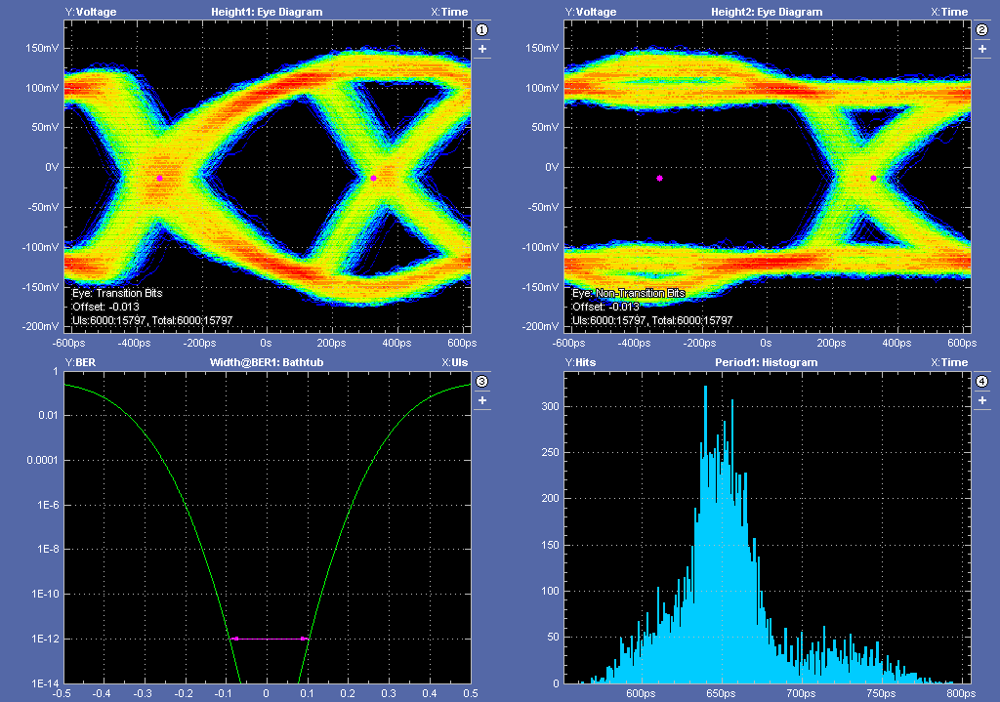 Y:Voltage Height1: Eye Diagram X:Time
1
+
150mV
100mV
50mV
0V
-50mV
-100mV
-150mV
-200mV
Eye: Transition Bits
Offset: -0.013
UIs:6000:15797, Total:6000:15797
-600ps -400ps -200ps 0s 200ps 400ps 600ps
Y:Voltage Height2: Eye Diagram X:Time
2
+
150mV
100mV
50mV
0V
-50mV
-100mV
-150mV
-200mV
Eye: Non-Transition Bits
Offset: -0.013
UIs:6000:15797, Total:6000:15797
-600ps -400ps -200ps 0s 200ps 400ps 600ps
Y:BER Width@BER1: Bathtub X:UIs
3
+
1
0.01
0.0001
1E-6
1E-8
1E-10
1E-12
1E-14
-0.5 -0.4 -0.3 -0.2 -0.1 0 0.1 0.2 0.3 0.4 0.5
Y:Hits Period1: Histogram X:Time
4
+
300
250
200
150
100
50
0
600ps 650ps 700ps 750ps 800ps